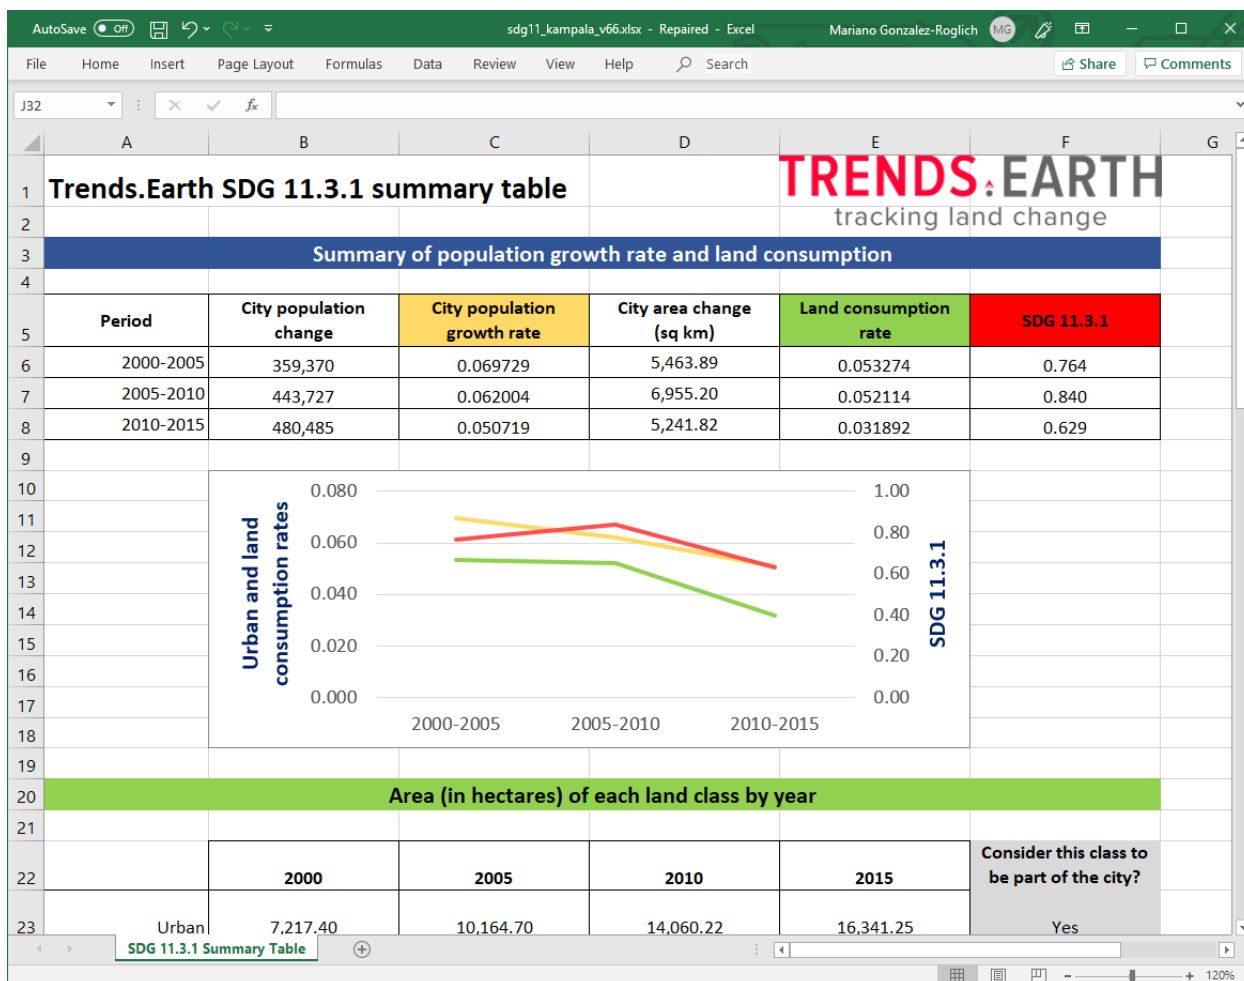 AutoSave Off sdg11_kampala_v66.xlsx - Repaired - Excel Mariano Gonzalez-Roglich MG
File Home Insert Page Layout Formulas Data Review View Help Search Share Comments
J32 fx
A B C D E F G
1 Trends.Earth SDG 11.3.1 summary table TRENDS.EARTH
2 tracking land change
3 Summary of population growth rate and land consumption
4
City population City population City area change Land consumption
Period SDG 11.3.1
5 change growth rate (sq km) rate
6 2000-2005 359,370 0.069729 5,463.89 0.053274 0.764
7 2005-2010 443,727 0.062004 6,955.20 0.052114 0.840
8 2010-2015 480,485 0.050719 5,241.82 0.031892 0.629
9
10
11
12
13
14
15
16
17
18
Urban and land
consumption rates
0.080
0.060
0.040
0.020
0.000
1.00
0.80
0.60
0.40
0.20
0.00
SDG 11.3.1
2000-2005 2005-2010 2010-2015
19
20 Area (in hectares) of each land class by year
21
Consider this class to
22 2000 2005 2010 2015 be part of the city?
23 Urban 7,217.40 10,164.70 14,060.22 16,341.25 Yes
SDG 11.3.1 Summary Table
120%